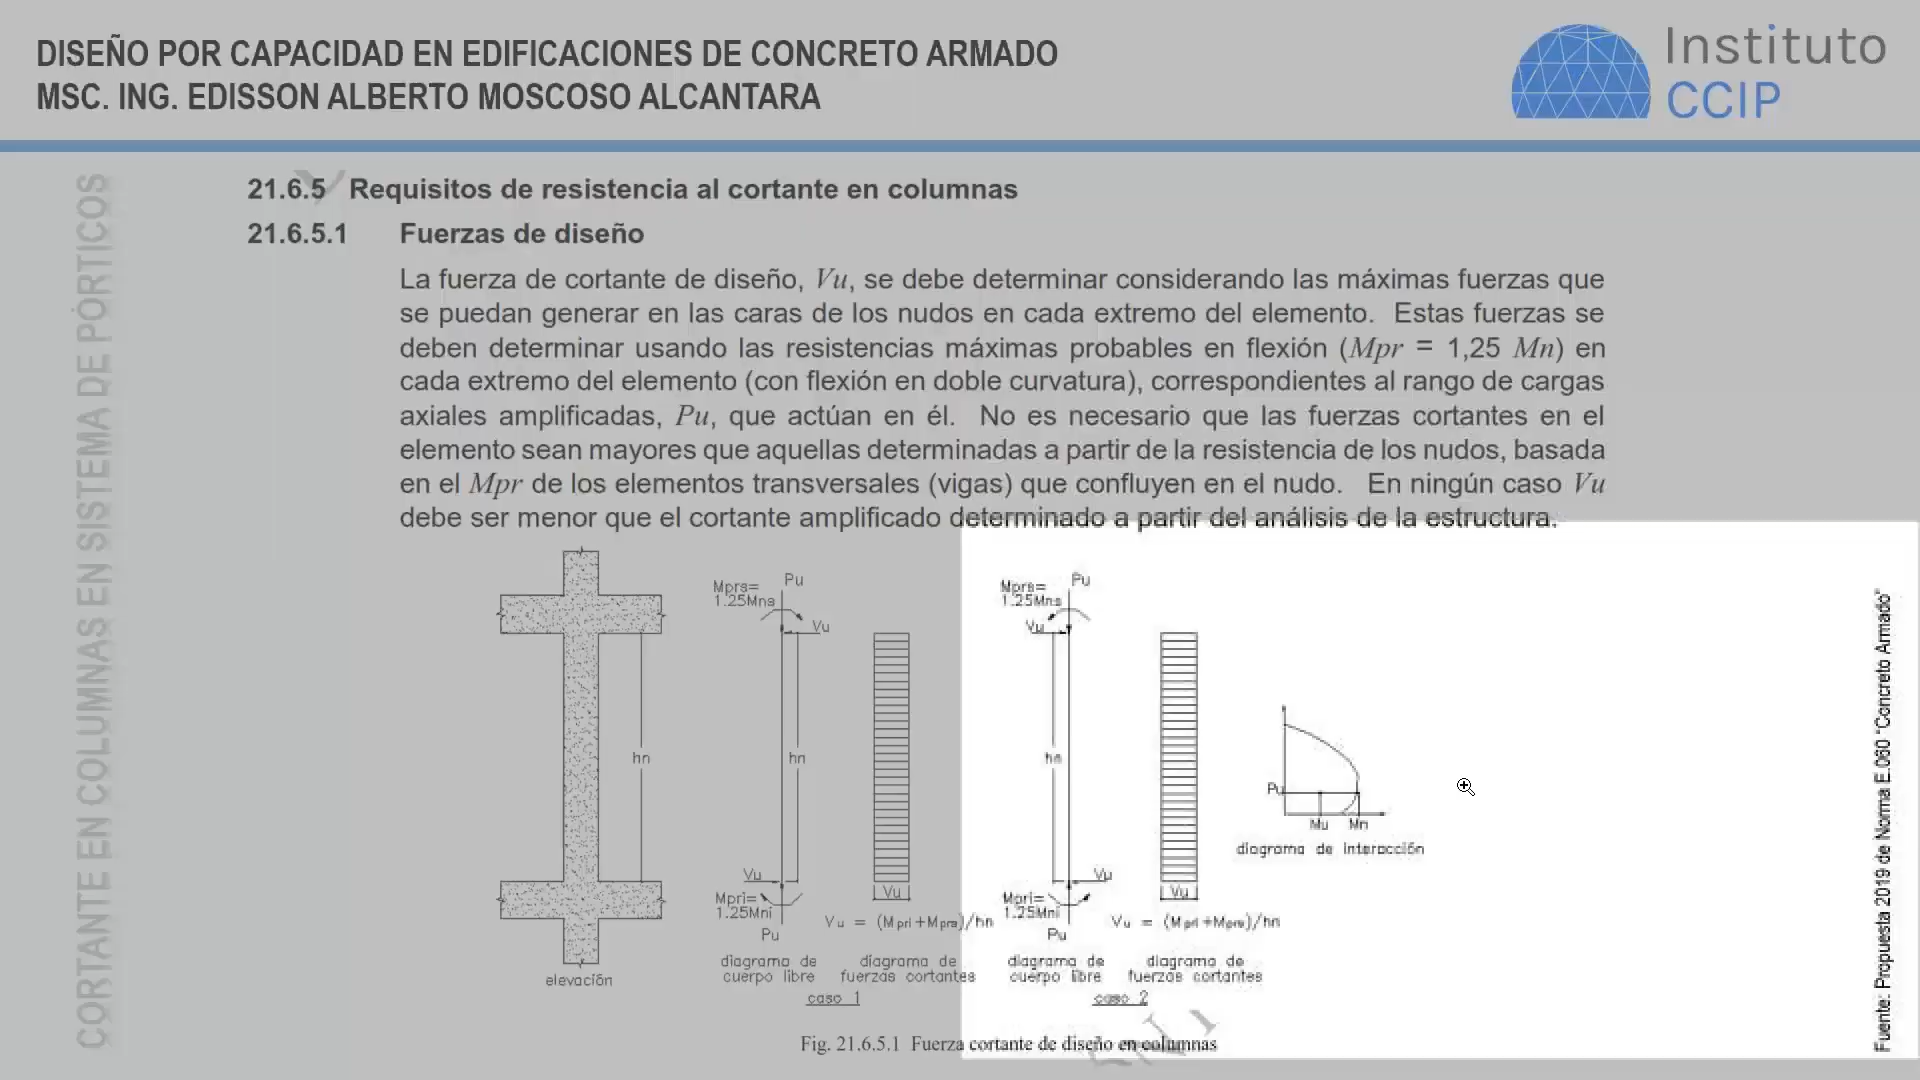 DISEÑO POR CAPACIDAD EN EDIFICACIONES DE CONCRETO ARMADO
MSC. ING. EDISSON ALBERTO MOSCOSO ALCANTARA
Instituto
CCIP
CORTANTE EN COLUMNAS EN SISTEMA DE PÓRTICOS
21.6.5 Requisitos de resistencia al cortante en columnas
21.6.5.1 Fuerzas de diseño
La fuerza de cortante de diseño, Vu, se debe determinar considerando las máximas fuerzas que
se puedan generar en las caras de los nudos en cada extremo del elemento. Estas fuerzas se
deben determinar usando las resistencias máximas probables en flexión (Mpr = 1,25 Mn) en
cada extremo del elemento (con flexión en doble curvatura), correspondientes al rango de cargas
axiales amplificadas, Pu, que actúan en él. No es necesario que las fuerzas cortantes en el
elemento sean mayores que aquellas determinadas a partir de la resistencia de los nudos, basada
en el Mpr de los elementos transversales (vigas) que confluyen en el nudo. En ningún caso Vu
debe ser menor que el cortante amplificado determinado a partir del análisis de la estructura.
hn
elevación
Mprs=
1.25Mns
Pu
Vu
hn
Vu
Mpri=
1.25Mni
Pu
Vu
Vu = (Mpri+Mprs)/hn
diagrama de
cuerpo libre
diagrama de
fuerzas cortantes
caso 1
Mprs=
1.25Mns
Pu
Vu
hn
Vu
Mpri=
1.25Mni
Pu
Vu
Vu = (Mpri+Mprs)/hn
diagrama de
cuerpo libre
diagrama de
fuerzas cortantes
caso 2
Pu
Mu Mn
diagrama de interacción
Fig. 21.6.5.1 Fuerza cortante de diseño en columnas
Fuente: Propuesta 2019 de Norma E.060 "Concreto Armado"